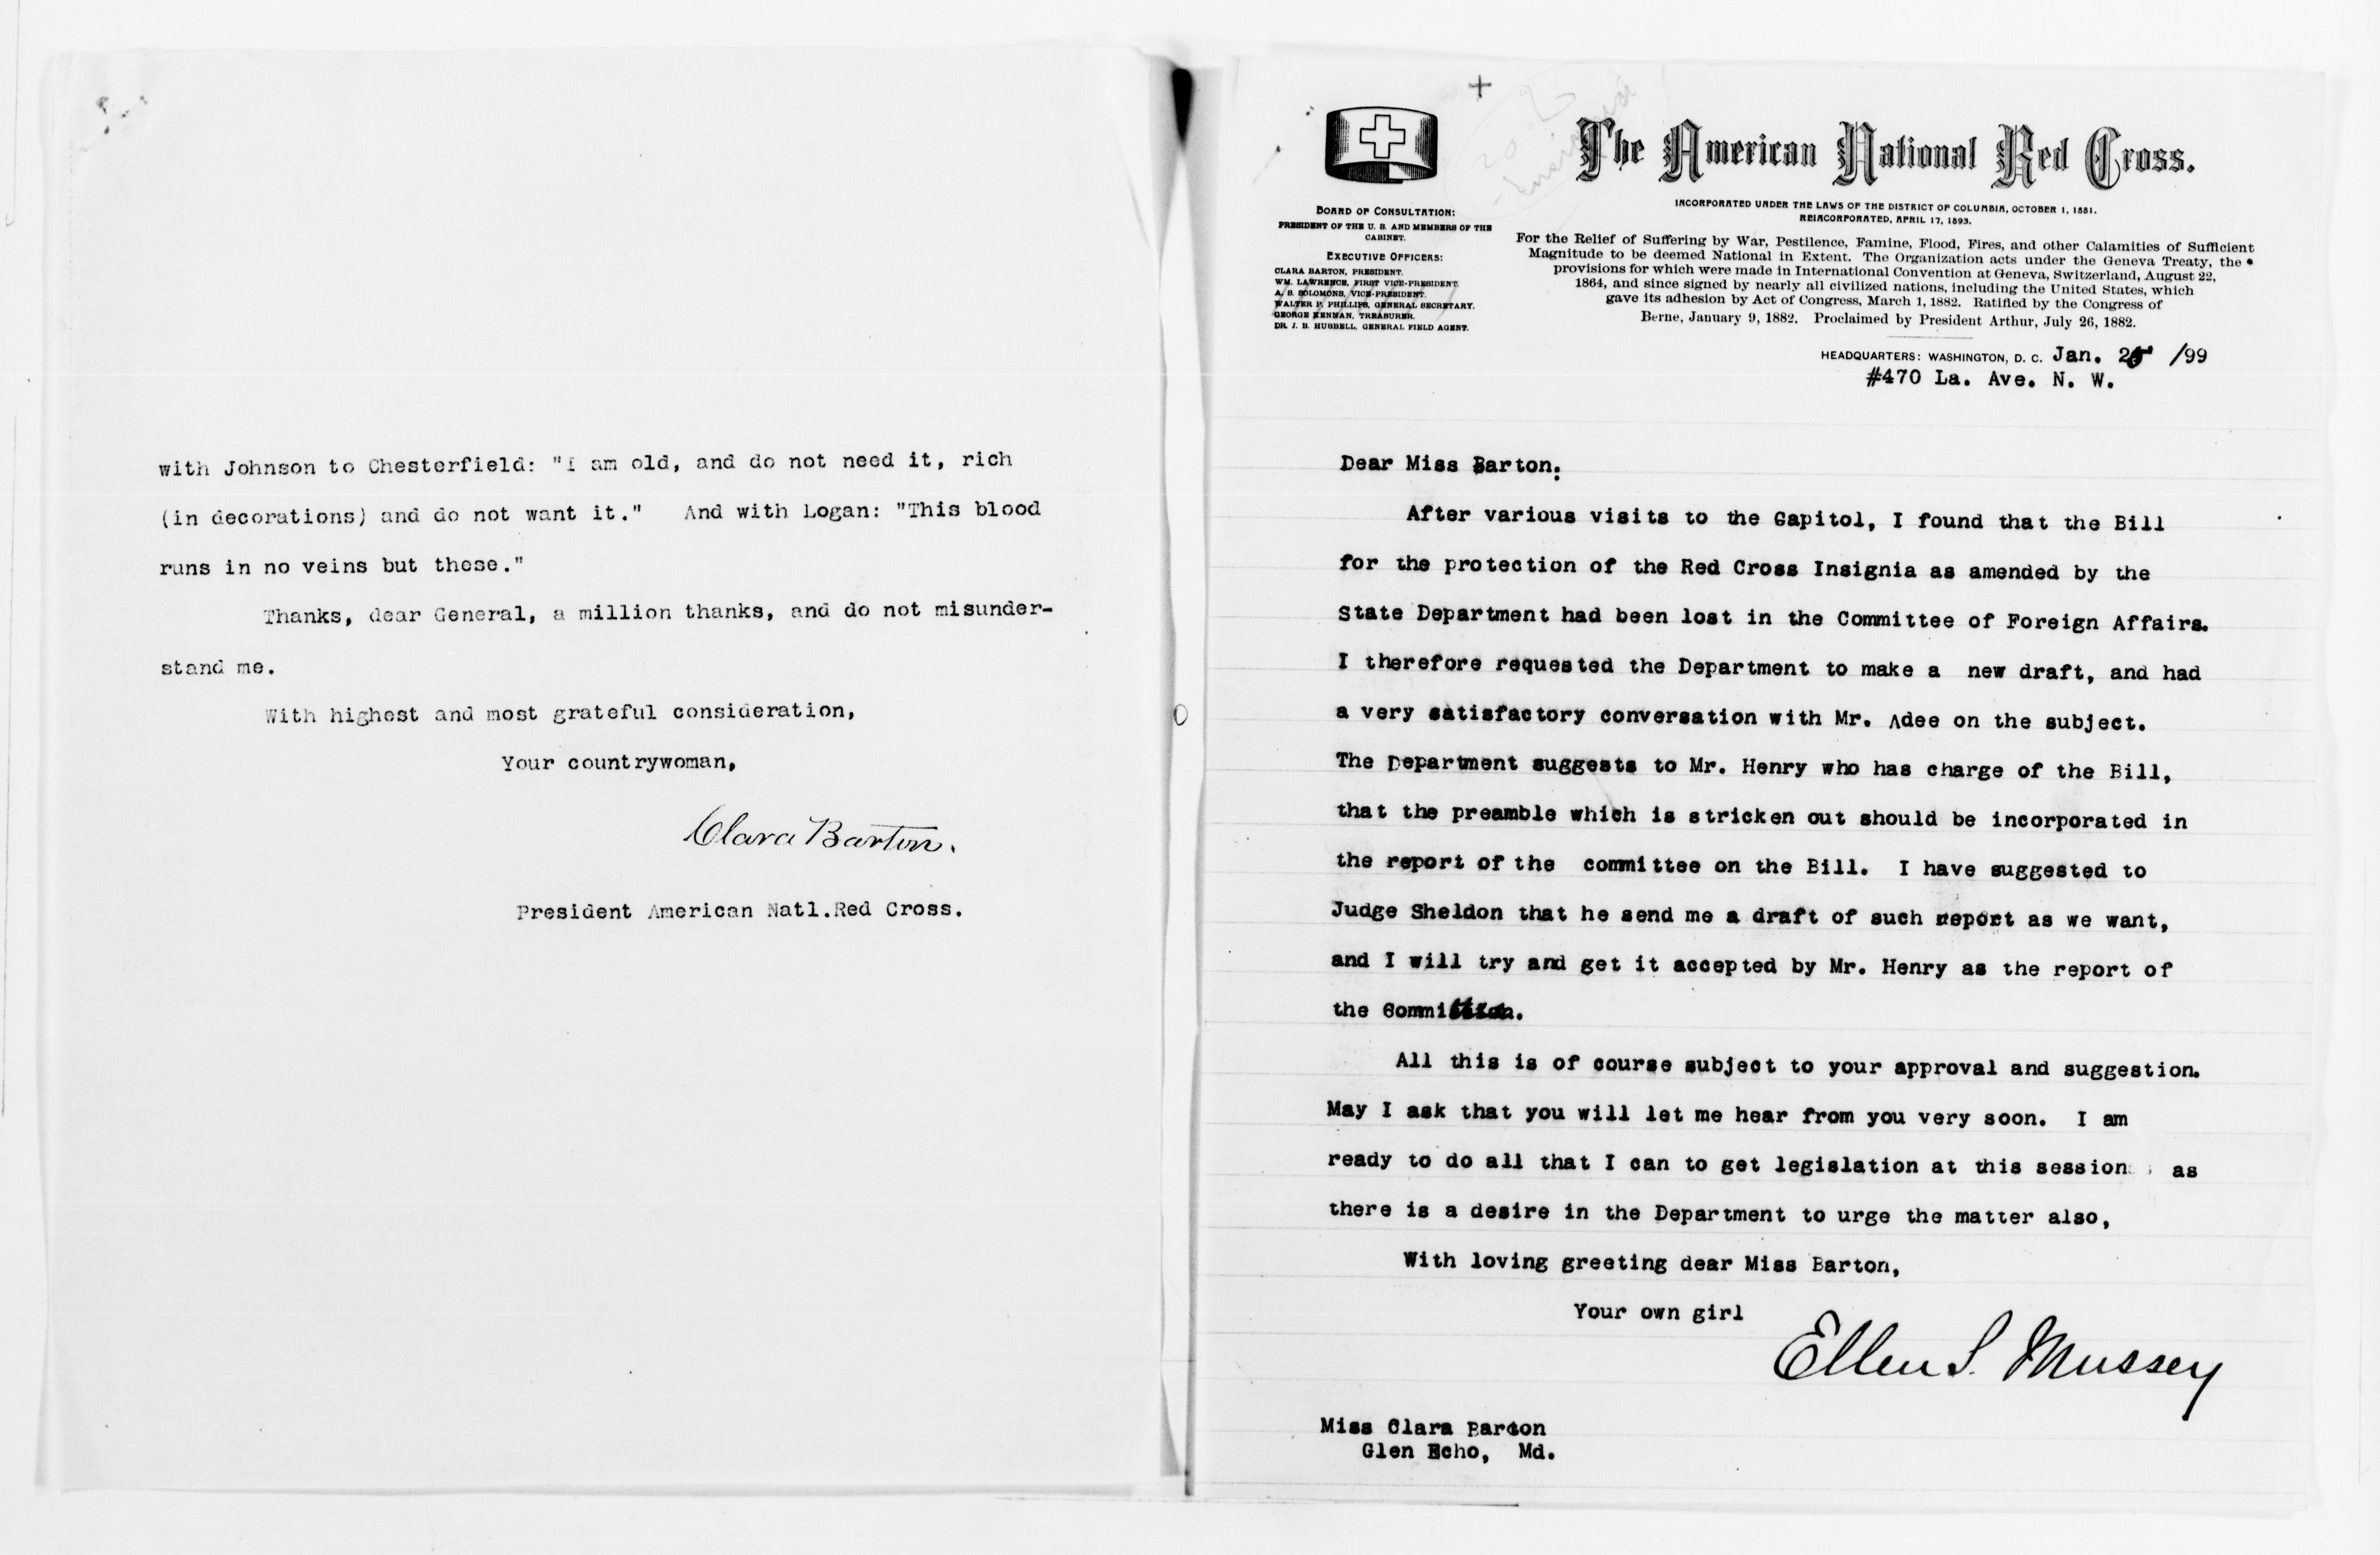 with Johnson to Chesterfield: "I am old, and do not need it, rich
(in decorations) and do not want it."   And with Logan: "This blood
runs in no veins but these."
Thanks, dear General, a million thanks, and do not misunder-
stand me.
With highest and most grateful consideration,
Your countrywoman,
Clara Barton.
President American Natl.Red Cross.
+
The American National Red Cross.
INCORPORATED UNDER THE LAWS OF THE DISTRICT OF COLUMBIA, OCTOBER 1, 1881.
REINCORPORATED, APRIL 17, 1893.
BOARD OF CONSULTATION:
PRESIDENT OF THE U. S. AND MEMBERS OF THE
CABINET.
EXECUTIVE OFFICERS:
CLARA BARTON, PRESIDENT.
WM. LAWRENCE, FIRST VICE-PRESIDENT.
A. S. SOLOMONS, VICE-PRESIDENT.
WALTER P. PHILLIPS, GENERAL SECRETARY.
GEORGE KENNAN, TREASURER.
DR. J. B. HUBBELL, GENERAL FIELD AGENT.
For the Relief of Suffering by War, Pestilence, Famine, Flood, Fires, and other Calamities of Sufficient
Magnitude to be deemed National in Extent. The Organization acts under the Geneva Treaty, the
provisions for which were made in International Convention at Geneva, Switzerland, August 22,
1864, and since signed by nearly all civilized nations, including the United States, which
gave its adhesion by Act of Congress, March 1, 1882. Ratified by the Congress of
Berne, January 9, 1882. Proclaimed by President Arthur, July 26, 1882.
HEADQUARTERS: WASHINGTON, D. C. Jan. 25 /99
#470 La. Ave. N. W.
Dear Miss Barton:
After various visits to the Capitol, I found that the Bill
for the protection of the Red Cross Insignia as amended by the
State Department had been lost in the Committee of Foreign Affairs.
I therefore requested the Department to make a new draft, and had
a very satisfactory conversation with Mr. Adee on the subject.
The Department suggests to Mr. Henry who has charge of the Bill,
that the preamble which is stricken out should be incorporated in
the report of the committee on the Bill. I have suggested to
Judge Sheldon that he send me a draft of such report as we want,
and I will try and get it accepted by Mr. Henry as the report of
the
All this is of course subject to your approval and suggestion.
May I ask that you will let me hear from you very soon. I am
ready to do all that I can to get legislation at this session as
there is a desire in the Department to urge the matter also,
With loving greeting dear Miss Barton,
Your own girl
Ellen S. Mussey
Miss Clara Barton
Glen Echo, Md.